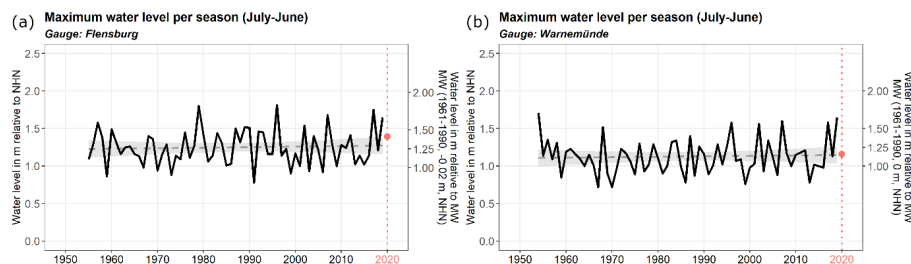 (a)
Maximum water level per season (July-June)
Gauge: Flensburg
Water level in m relative to NHN
2.5
2.0
1.5
1.0
0.5
0.0
1950 1960 1970 1980 1990 2000 2010 2020
2.00
1.50
1.25
1.00
Water level in m relative to MW
MW (1961-1990, -0.02 m, NHN)
(b)
Maximum water level per season (July-June)
Gauge: Warnemünde
Water level in m relative to NHN
2.5
2.0
1.5
1.0
0.5
0.0
1950 1960 1970 1980 1990 2000 2010 2020
2.00
1.50
1.25
1.00
Water level in m relative to MW
MW (1961-1990, 0 m, NHN)